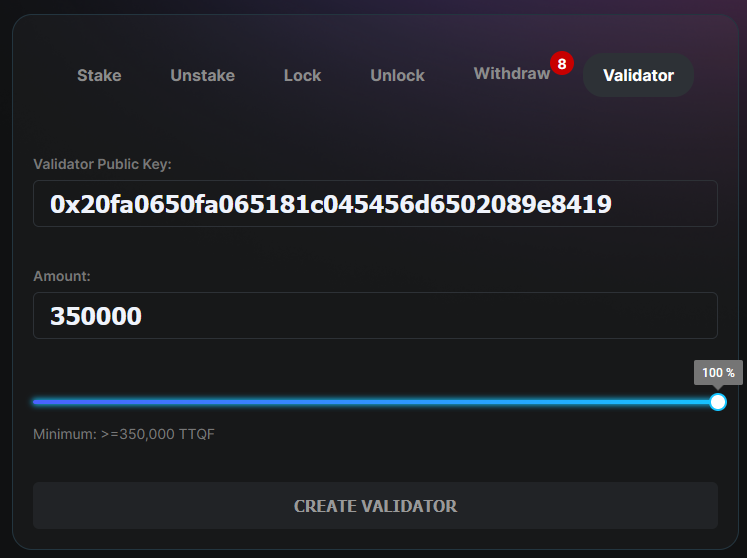 Stake Unstake Lock Unlock Withdraw 8 Validator
Validator Public Key:
0x20fa0650fa065181c045456d6502089e8419
Amount:
350000
100 %
Minimum: >=350,000 TTQF
CREATE VALIDATOR